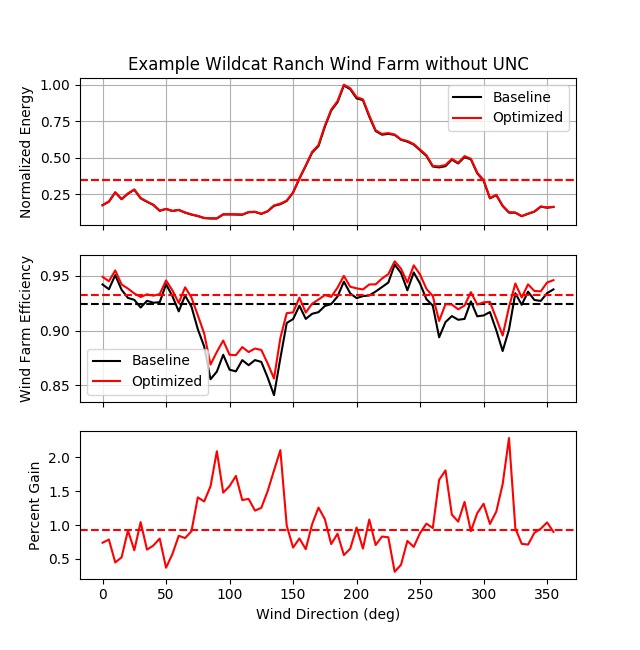 Example Wildcat Ranch Wind Farm without UNC
Normalized Energy
1.00
0.75
0.50
0.25
Baseline
Optimized
Wind Farm Efficiency
0.95
0.90
0.85
Baseline
Optimized
Percent Gain
2.0
1.5
1.0
0.5
0 50 100 150 200 250 300 350
Wind Direction (deg)